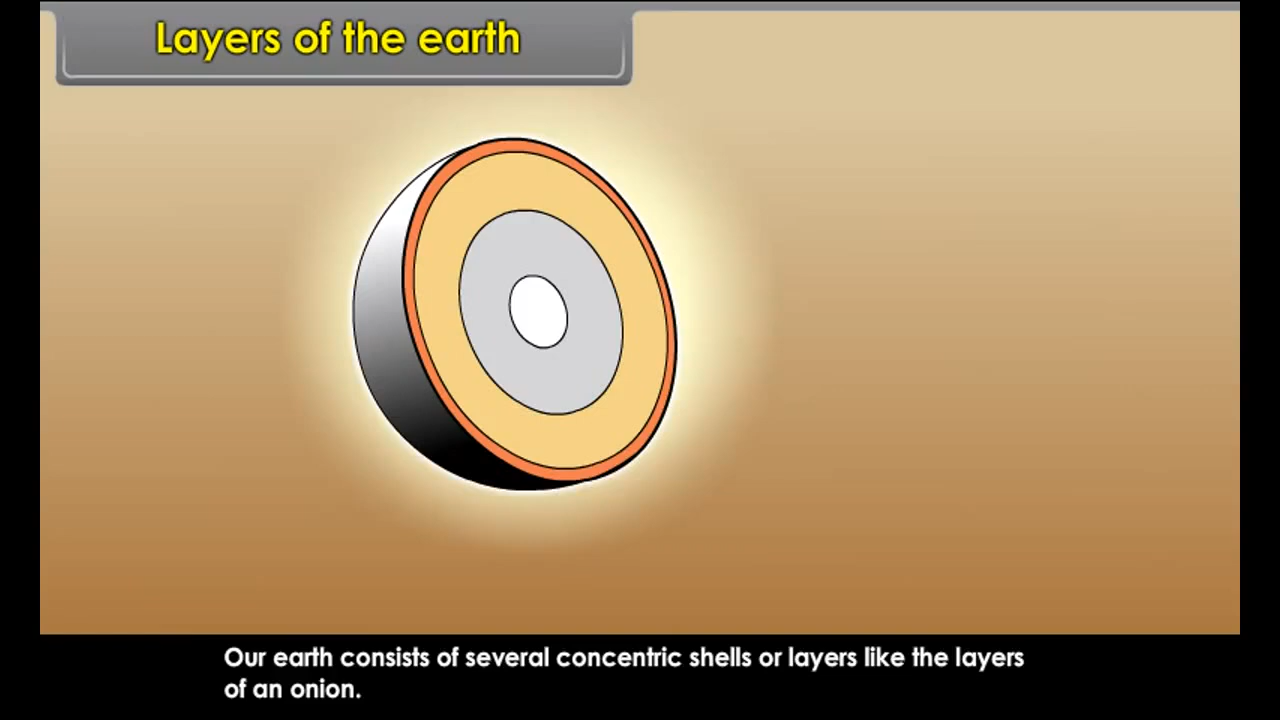 Layers of the earth
Our earth consists of several concentric shells or layers like the layers
of an onion.